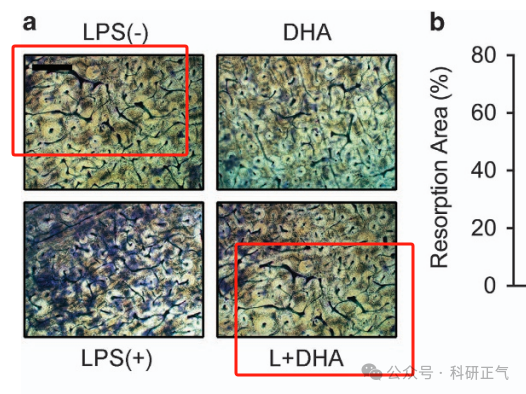 a
LPS(-)
DHA
LPS(+)
L+DHA
b
Resorption Area (%)
80
60
40
20
0
公众号 · 科研正气